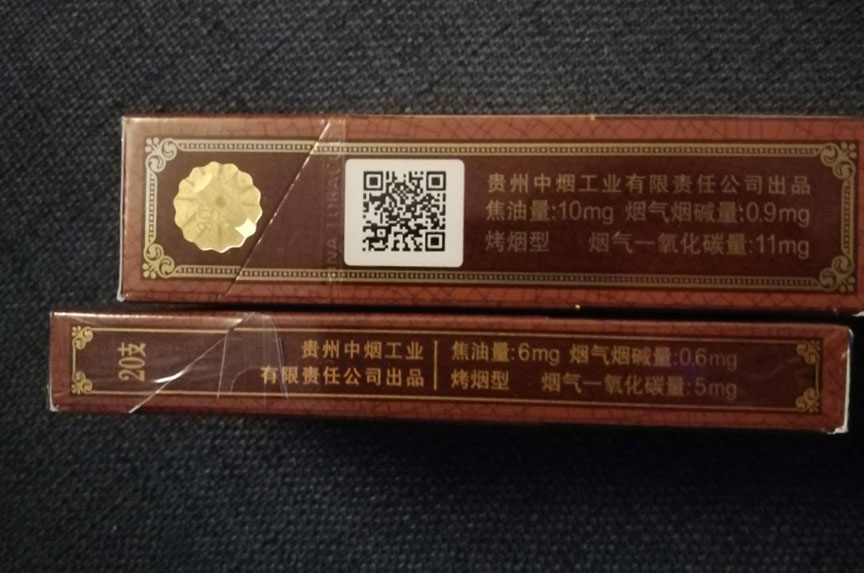 贵州中烟工业有限责任公司出品
焦油量:10mg 烟气烟碱量:0.9mg
烤烟型 烟气一氧化碳量:11mg
20支
贵州中烟工业
有限责任公司出品
焦油量:6mg 烟气烟碱量:0.6mg
烤烟型 烟气一氧化碳量:5mg